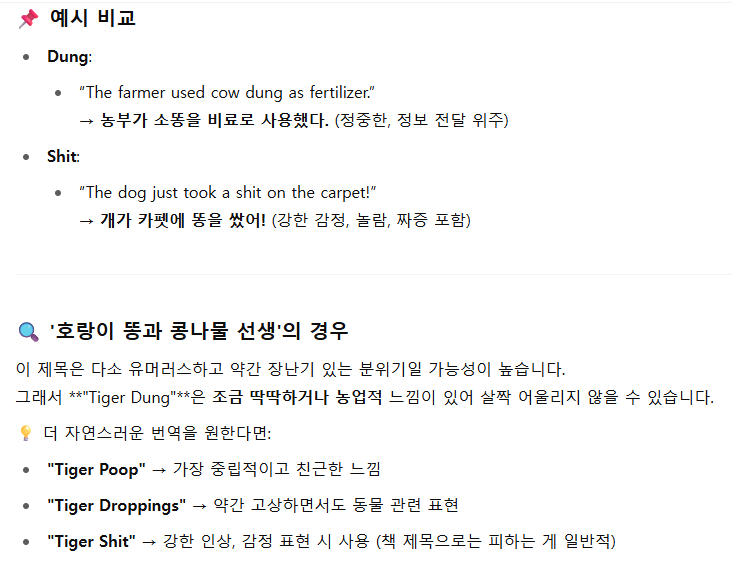 📌 예시 비교
• Dung:
• “The farmer used cow dung as fertilizer.”
→ 농부가 소똥을 비료로 사용했다. (정중한, 정보 전달 위주)
• Shit:
• “The dog just took a shit on the carpet!”
→ 개가 카펫에 똥을 쌌어! (강한 감정, 놀람, 짜증 포함)
🔍 '호랑이 똥과 콩나물 선생'의 경우
이 제목은 다소 유머러스하고 약간 장난기 있는 분위기일 가능성이 높습니다.
그래서 **"Tiger Dung"**은 조금 딱딱하거나 농업적 느낌이 있어 살짝 어울리지 않을 수 있습니다.
💡 더 자연스러운 번역을 원한다면:
• "Tiger Poop" → 가장 중립적이고 친근한 느낌
• "Tiger Droppings" → 약간 고상하면서도 동물 관련 표현
• "Tiger Shit" → 강한 인상, 감정 표현 시 사용 (책 제목으로는 피하는 게 일반적)